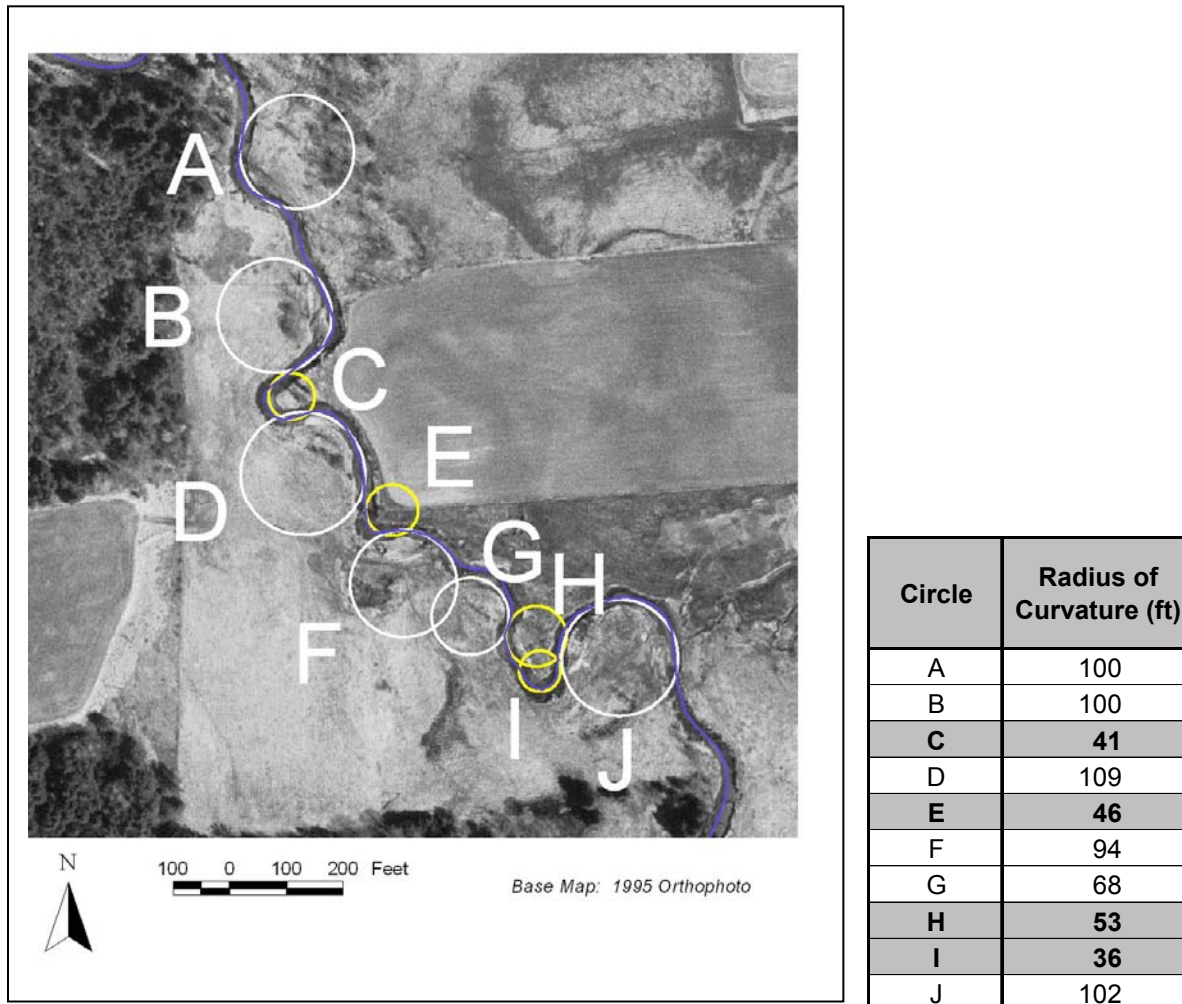 A
B
C
D
E
F
G
H
I
J
N
100 0 100 200 Feet
Base Map: 1995 Orthophoto
Circle Radius of Curvature (ft)
A 100
B 100
C 41
D 109
E 46
F 94
G 68
H 53
I 36
J 102